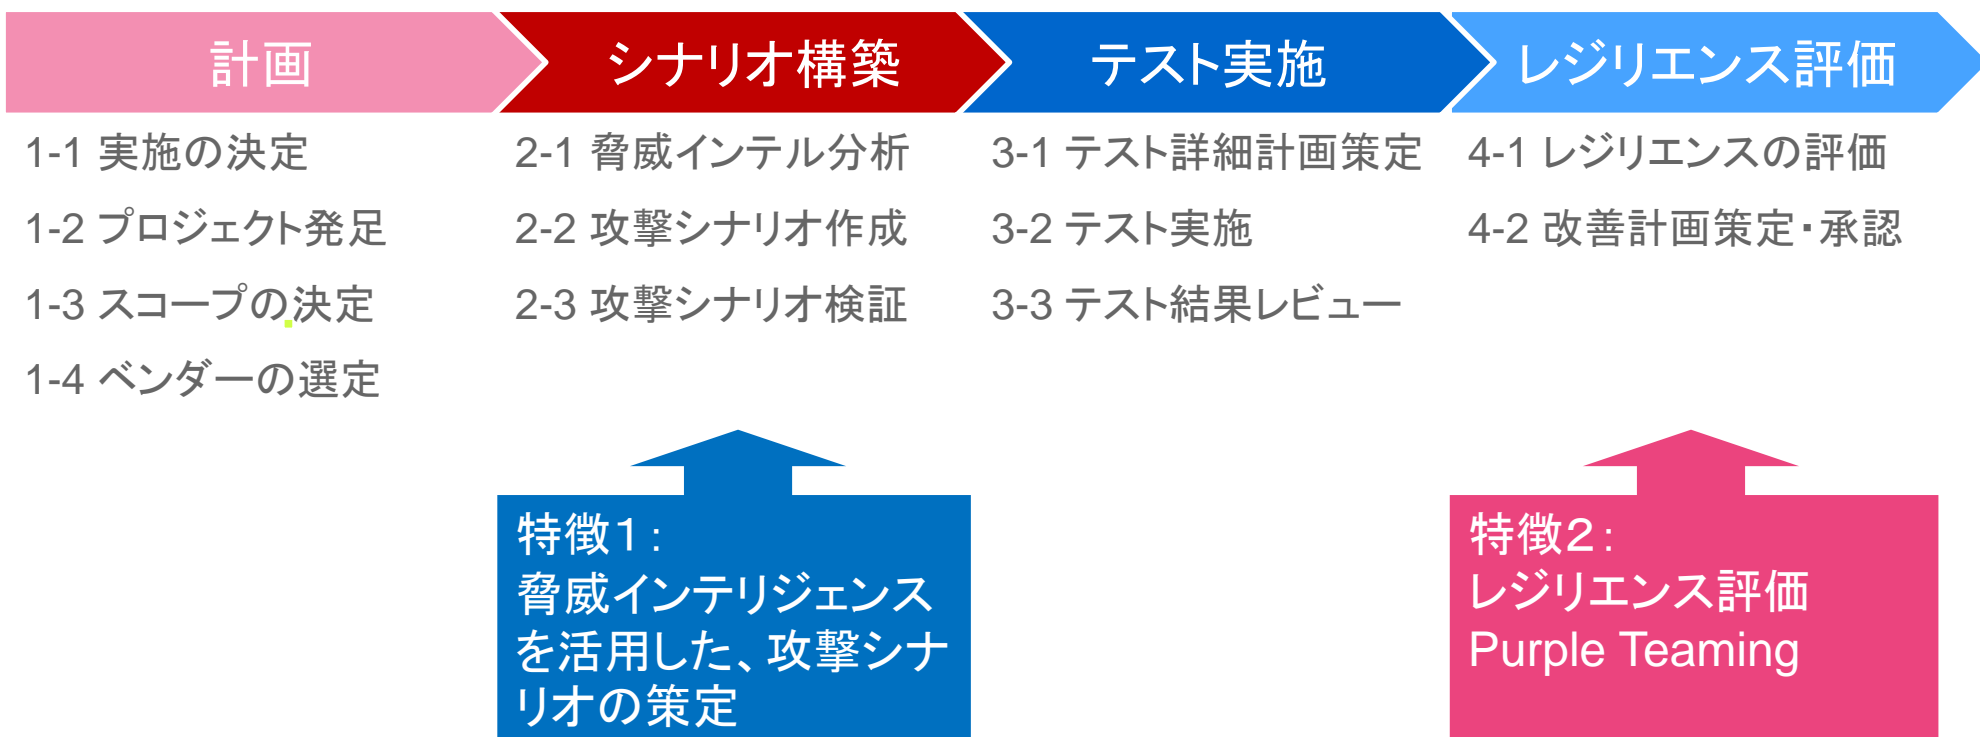 計画
シナリオ構築
テスト実施
レジリエンス評価
1-1 実施の決定
1-2 プロジェクト発足
1-3 スコープの決定
1-4 ベンダーの選定
2-1 脅威インテル分析
2-2 攻撃シナリオ作成
2-3 攻撃シナリオ検証
3-1 テスト詳細計画策定
3-2 テスト実施
3-3 テスト結果レビュー
4-1 レジリエンスの評価
4-2 改善計画策定・承認
特徴１：
脅威インテリジェンス
を活用した、攻撃シナ
リオの策定
特徴２：
レジリエンス評価
Purple Teaming